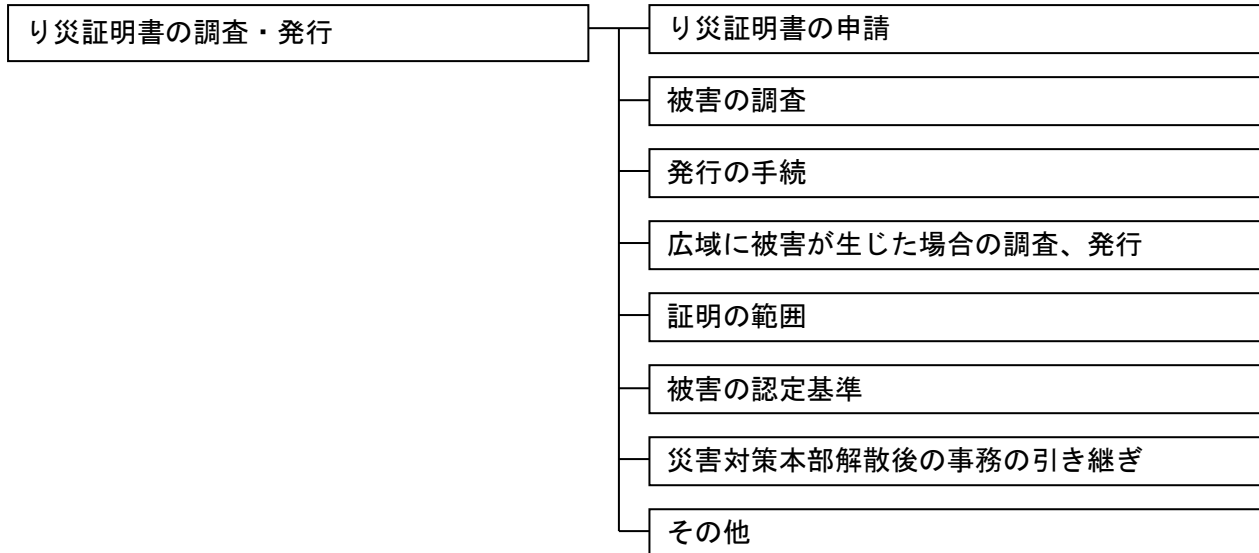 り災証明書の調査・発行
り災証明書の申請
被害の調査
発行の手続
広域に被害が生じた場合の調査、発行
証明の範囲
被害の認定基準
災害対策本部解散後の事務の引き継ぎ
その他